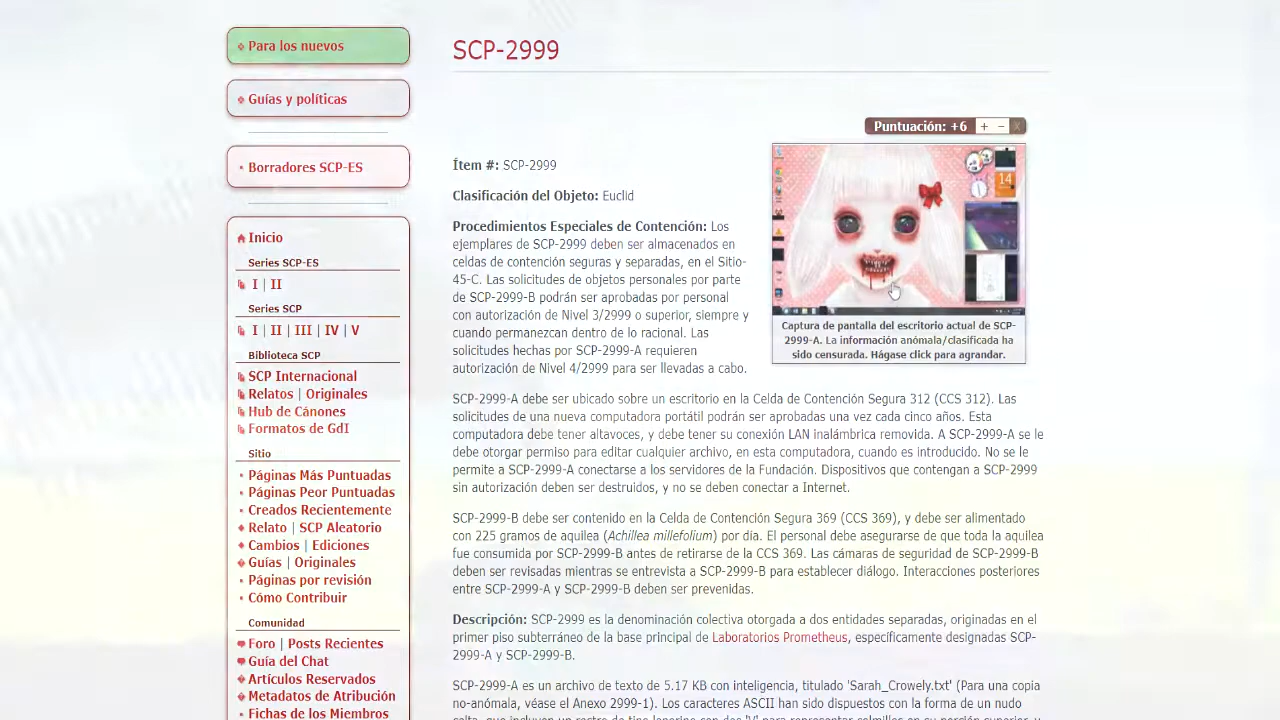 Para los nuevos
Guías y políticas
Borradores SCP-ES
Inicio
Series SCP-ES
I | II
Series SCP
I | II | III | IV | V
Biblioteca SCP
SCP Internacional
Relatos | Originales
Hub de Cánones
Formatos de GdI
Sitio
Páginas Más Puntuadas
Páginas Peor Puntuadas
Creados Recientemente
Relato | SCP Aleatorio
Cambios | Ediciones
Guías | Originales
Páginas por revisión
Cómo Contribuir
Comunidad
Foro | Posts Recientes
Guía del Chat
Artículos Reservados
Metadatos de Atribución
Fichas de los Miembros
SCP-2999
Puntuación: +6 + − X
14
Captura de pantalla del escritorio actual de SCP-
2999-A. La información anómala/clasificada ha
sido censurada. Hágase click para agrandar.
Ítem #: SCP-2999
Clasificación del Objeto: Euclid
Procedimientos Especiales de Contención: Los
ejemplares de SCP-2999 deben ser almacenados en
celdas de contención seguras y separadas, en el Sitio-
45-C. Las solicitudes de objetos personales por parte
de SCP-2999-B podrán ser aprobadas por personal
con autorización de Nivel 3/2999 o superior, siempre y
cuando permanezcan dentro de lo racional. Las
solicitudes hechas por SCP-2999-A requieren
autorización de Nivel 4/2999 para ser llevadas a cabo.
SCP-2999-A debe ser ubicado sobre un escritorio en la Celda de Contención Segura 312 (CCS 312). Las
solicitudes de una nueva computadora portátil podrán ser aprobadas una vez cada cinco años. Esta
computadora debe tener altavoces, y debe tener su conexión LAN inalámbrica removida. A SCP-2999-A se le
debe otorgar permiso para editar cualquier archivo, en esta computadora, cuando es introducido. No se le
permite a SCP-2999-A conectarse a los servidores de la Fundación. Dispositivos que contengan a SCP-2999
sin autorización deben ser destruidos, y no se deben conectar a Internet.
SCP-2999-B debe ser contenido en la Celda de Contención Segura 369 (CCS 369), y debe ser alimentado
con 225 gramos de aquilea (Achillea millefolium) por día. El personal debe asegurarse de que toda la aquilea
fue consumida por SCP-2999-B antes de retirarse de la CCS 369. Las cámaras de seguridad de SCP-2999-B
deben ser revisadas mientras se entrevista a SCP-2999-B para establecer diálogo. Interacciones posteriores
entre SCP-2999-A y SCP-2999-B deben ser prevenidas.
Descripción: SCP-2999 es la denominación colectiva otorgada a dos entidades separadas, originadas en el
primer piso subterráneo de la base principal de Laboratorios Prometheus, específicamente designadas SCP-
2999-A y SCP-2999-B.
SCP-2999-A es un archivo de texto de 5.17 KB con inteligencia, titulado 'Sarah_Crowely.txt' (Para una copia
no-anómala, véase el Anexo 2999-1). Los caracteres ASCII han sido dispuestos con la forma de un nudo